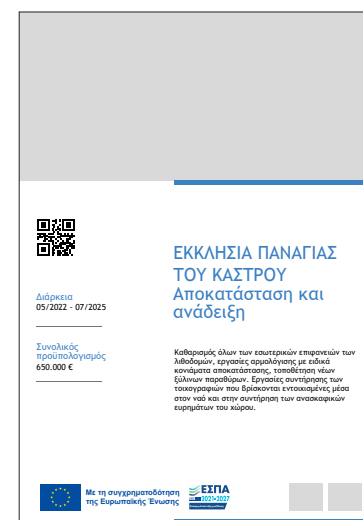 ΕΚΚΛΗΣΙΑ ΠΑΝΑΓΙΑΣ
ΤΟΥ ΚΑΣΤΡΟΥ
Αποκατάσταση και
ανάδειξη
Διάρκεια
05/2022 - 07/2025
Συνολικός
προϋπολογισμός
650.000 €
Καθαρισμός όλων των εσωτερικών επιφανειών των
λιθοδομών, εργασίες αρμολόγισης με ειδικά
κονιάματα αποκατάστασης, τοποθέτηση νέων
ξύλινων παραθύρων. Εργασίες συντήρησης των
τοιχογραφιών που βρίσκονται εντοιχισμένες μέσα
στον ναό και στην συντήρηση των ανασκαφικών
ευρημάτων του χώρου.
Με τη συγχρηματοδότηση
της Ευρωπαϊκής Ένωσης
ΕΣΠΑ
2021-2027